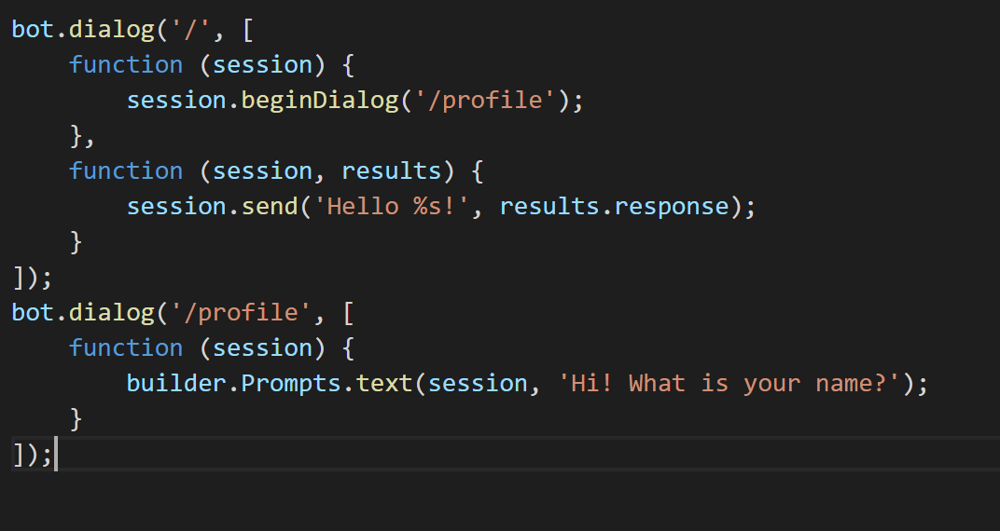 bot.dialog('/', [
    function (session) {
        session.beginDialog('/profile');
    },
    function (session, results) {
        session.send('Hello %s!', results.response);
    }
]);
bot.dialog('/profile', [
    function (session) {
        builder.Prompts.text(session, 'Hi! What is your name?');
    }
]);